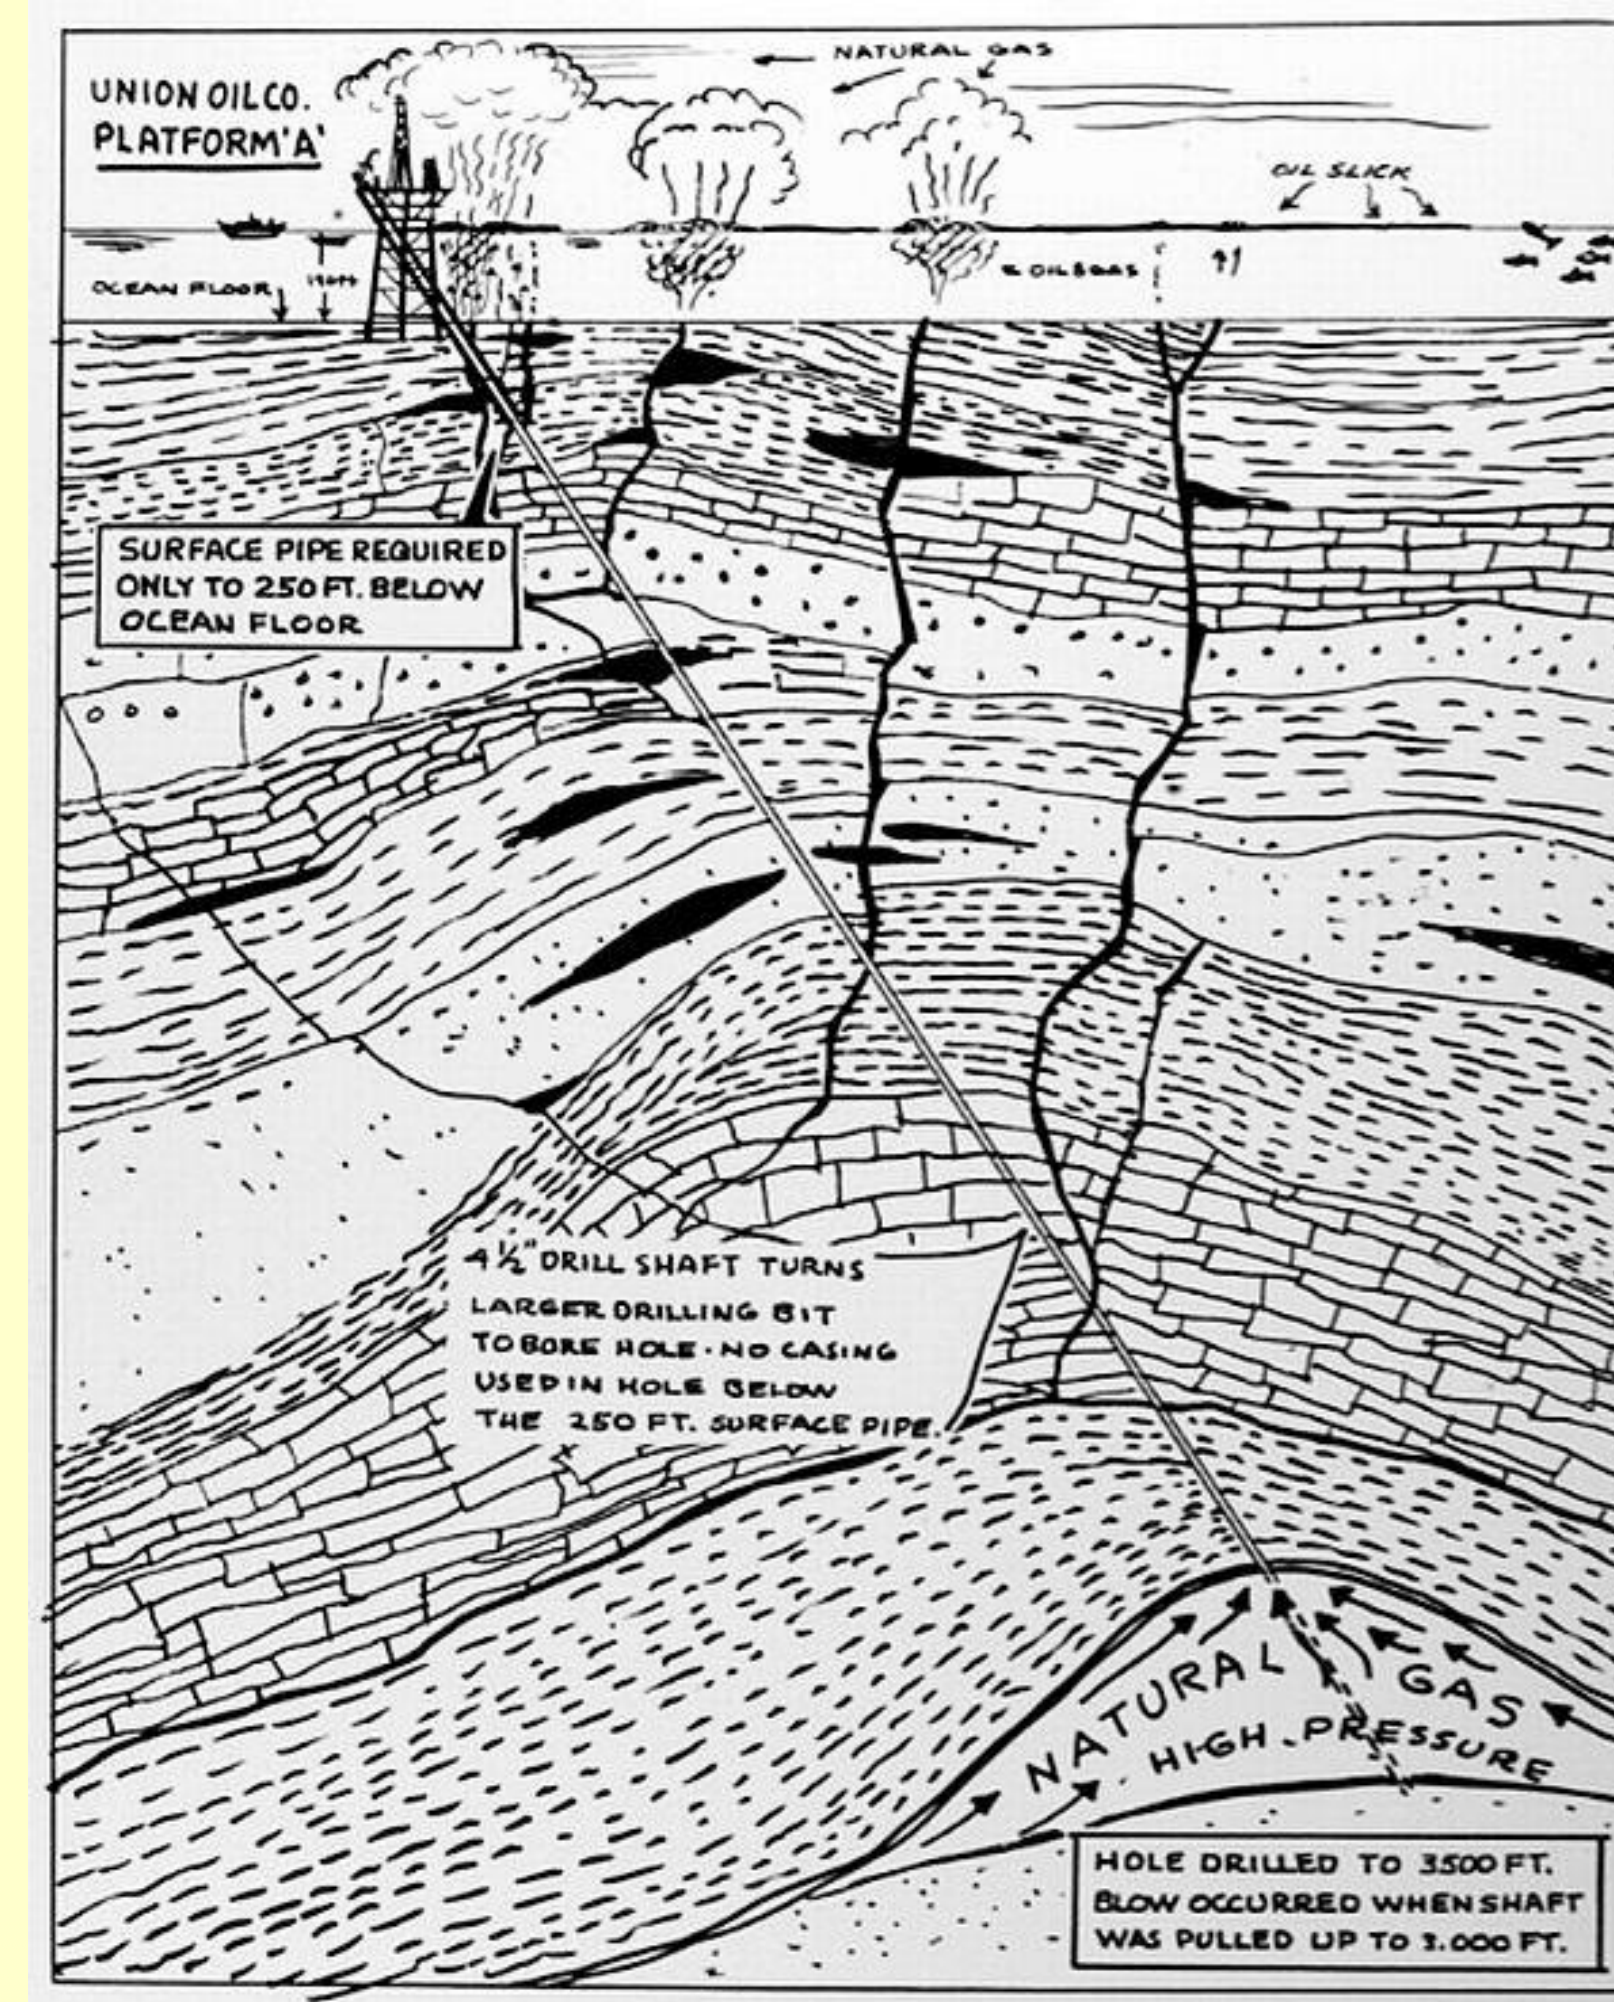 NATURAL GAS
UNION OIL CO.
PLATFORM 'A'
OIL SLICK
OIL & GAS
OCEAN FLOOR
SURFACE PIPE REQUIRED
ONLY TO 250 FT. BELOW
OCEAN FLOOR
4½" DRILL SHAFT TURNS
LARGER DRILLING BIT
TO BORE HOLE · NO CASING
USED IN HOLE BELOW
THE 250 FT. SURFACE PIPE.
NATURAL GAS
HIGH PRESSURE
HOLE DRILLED TO 3500 FT.
BLOW OCCURRED WHEN SHAFT
WAS PULLED UP TO 3.000 FT.